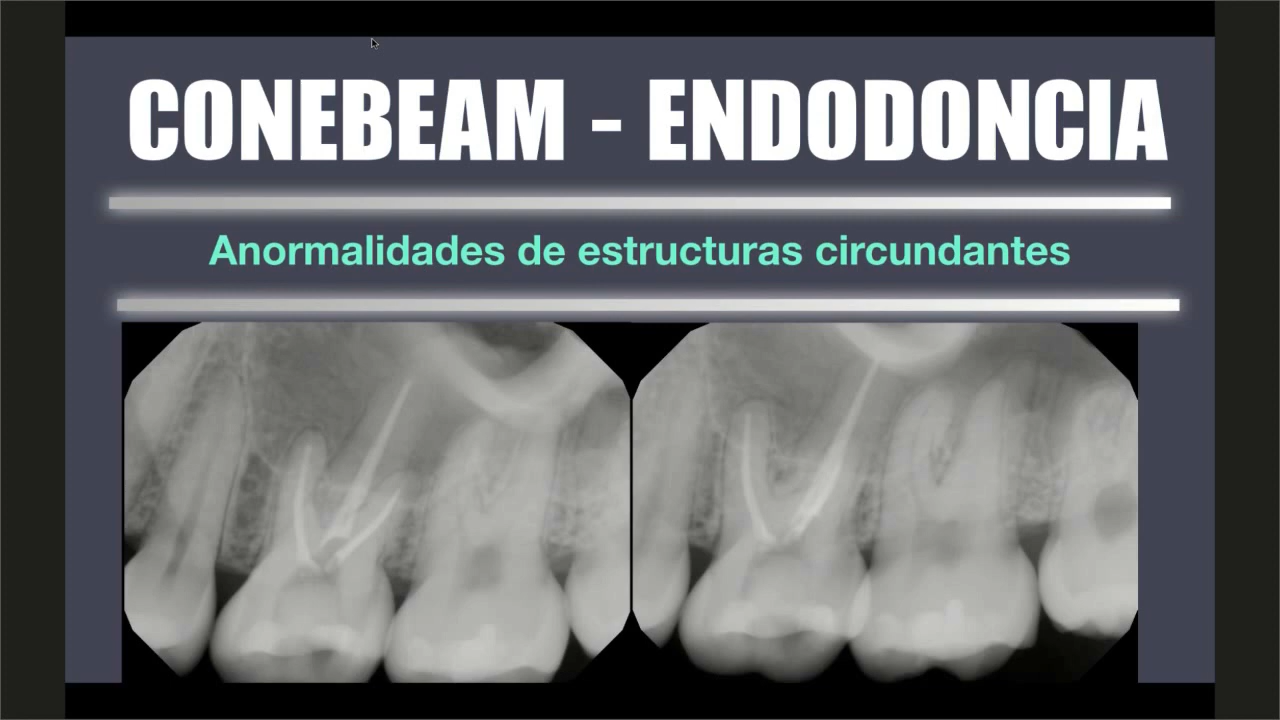 CONEBEAM - ENDODONCIA
Anormalidades de estructuras circundantes